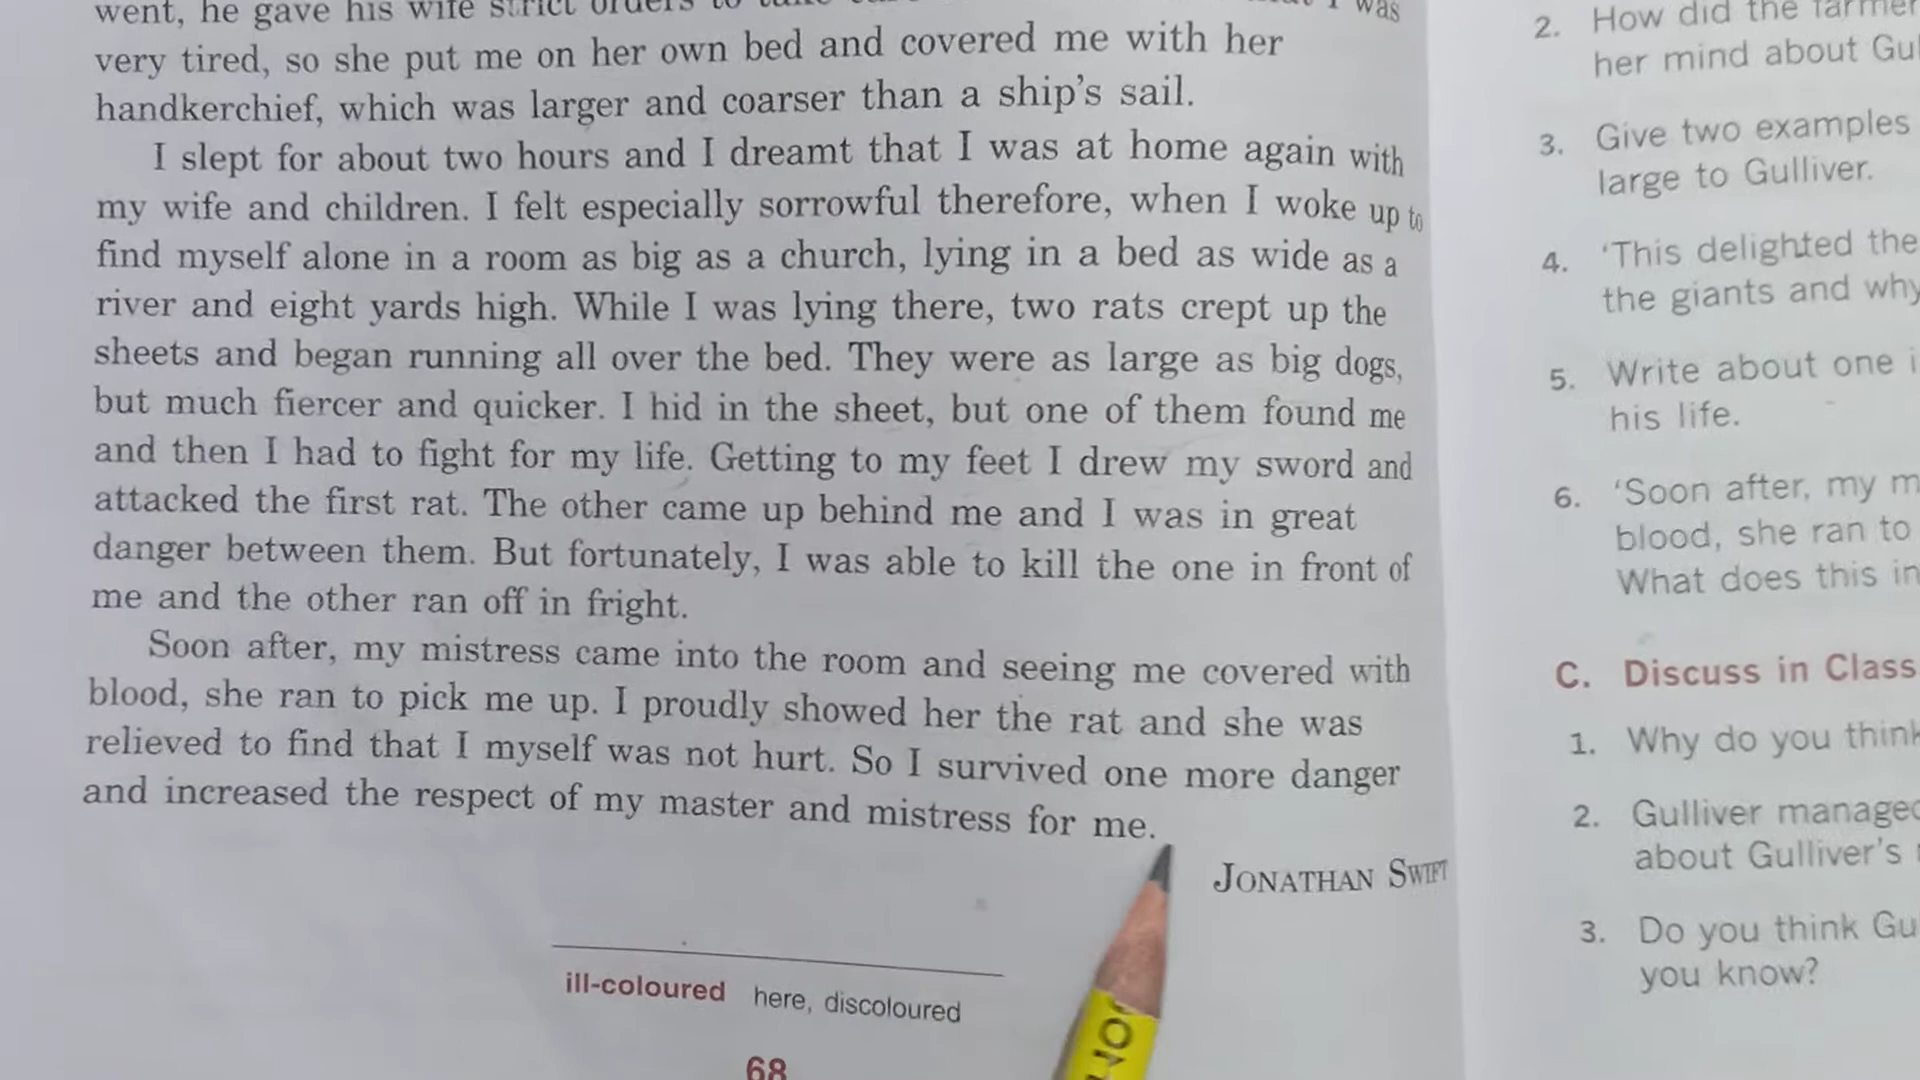 went, he gave his wife strict orders to take I was
very tired, so she put me on her own bed and covered me with her
handkerchief, which was larger and coarser than a ship's sail.
I slept for about two hours and I dreamt that I was at home again with
my wife and children. I felt especially sorrowful therefore, when I woke up to
find myself alone in a room as big as a church, lying in a bed as wide as a
river and eight yards high. While I was lying there, two rats crept up the
sheets and began running all over the bed. They were as large as big dogs,
but much fiercer and quicker. I hid in the sheet, but one of them found me
and then I had to fight for my life. Getting to my feet I drew my sword and
attacked the first rat. The other came up behind me and I was in great
danger between them. But fortunately, I was able to kill the one in front of
me and the other ran off in fright.
Soon after, my mistress came into the room and seeing me covered with
blood, she ran to pick me up. I proudly showed her the rat and she was
relieved to find that I myself was not hurt. So I survived one more danger
and increased the respect of my master and mistress for me.
JONATHAN SWIFT
ill-coloured here, discoloured
68
2. How did the farmer
her mind about Gul
3. Give two examples
large to Gulliver.
4. 'This delighted the
the giants and why
5. Write about one i
his life.
6. 'Soon after, my m
blood, she ran to
What does this in
C. Discuss in Class
1. Why do you think
2. Gulliver managed
about Gulliver's
3. Do you think Gu
you know?